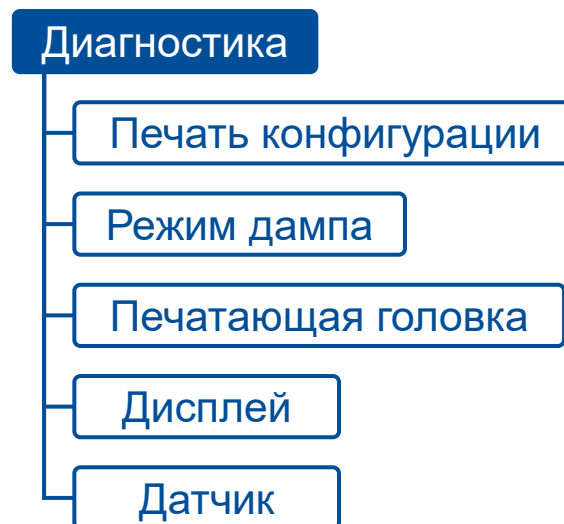 Диагностика
Печать конфигурации
Режим дампа
Печатающая головка
Дисплей
Датчик